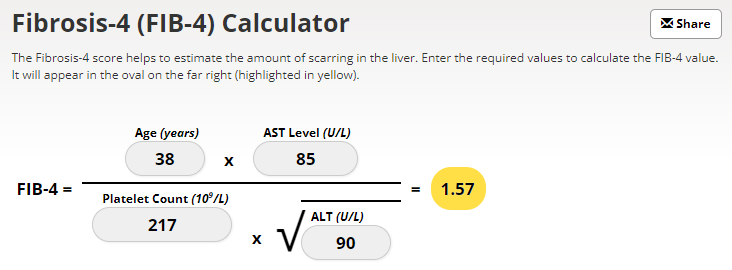 Fibrosis-4 (FIB-4) Calculator
Share
The Fibrosis-4 score helps to estimate the amount of scarring in the liver. Enter the required values to calculate the FIB-4 value.
It will appear in the oval on the far right (highlighted in yellow).
Age (years) AST Level (U/L)
38 x 85
FIB-4 = = 1.57
Platelet Count (10⁹/L) ALT (U/L)
217 x √ 90